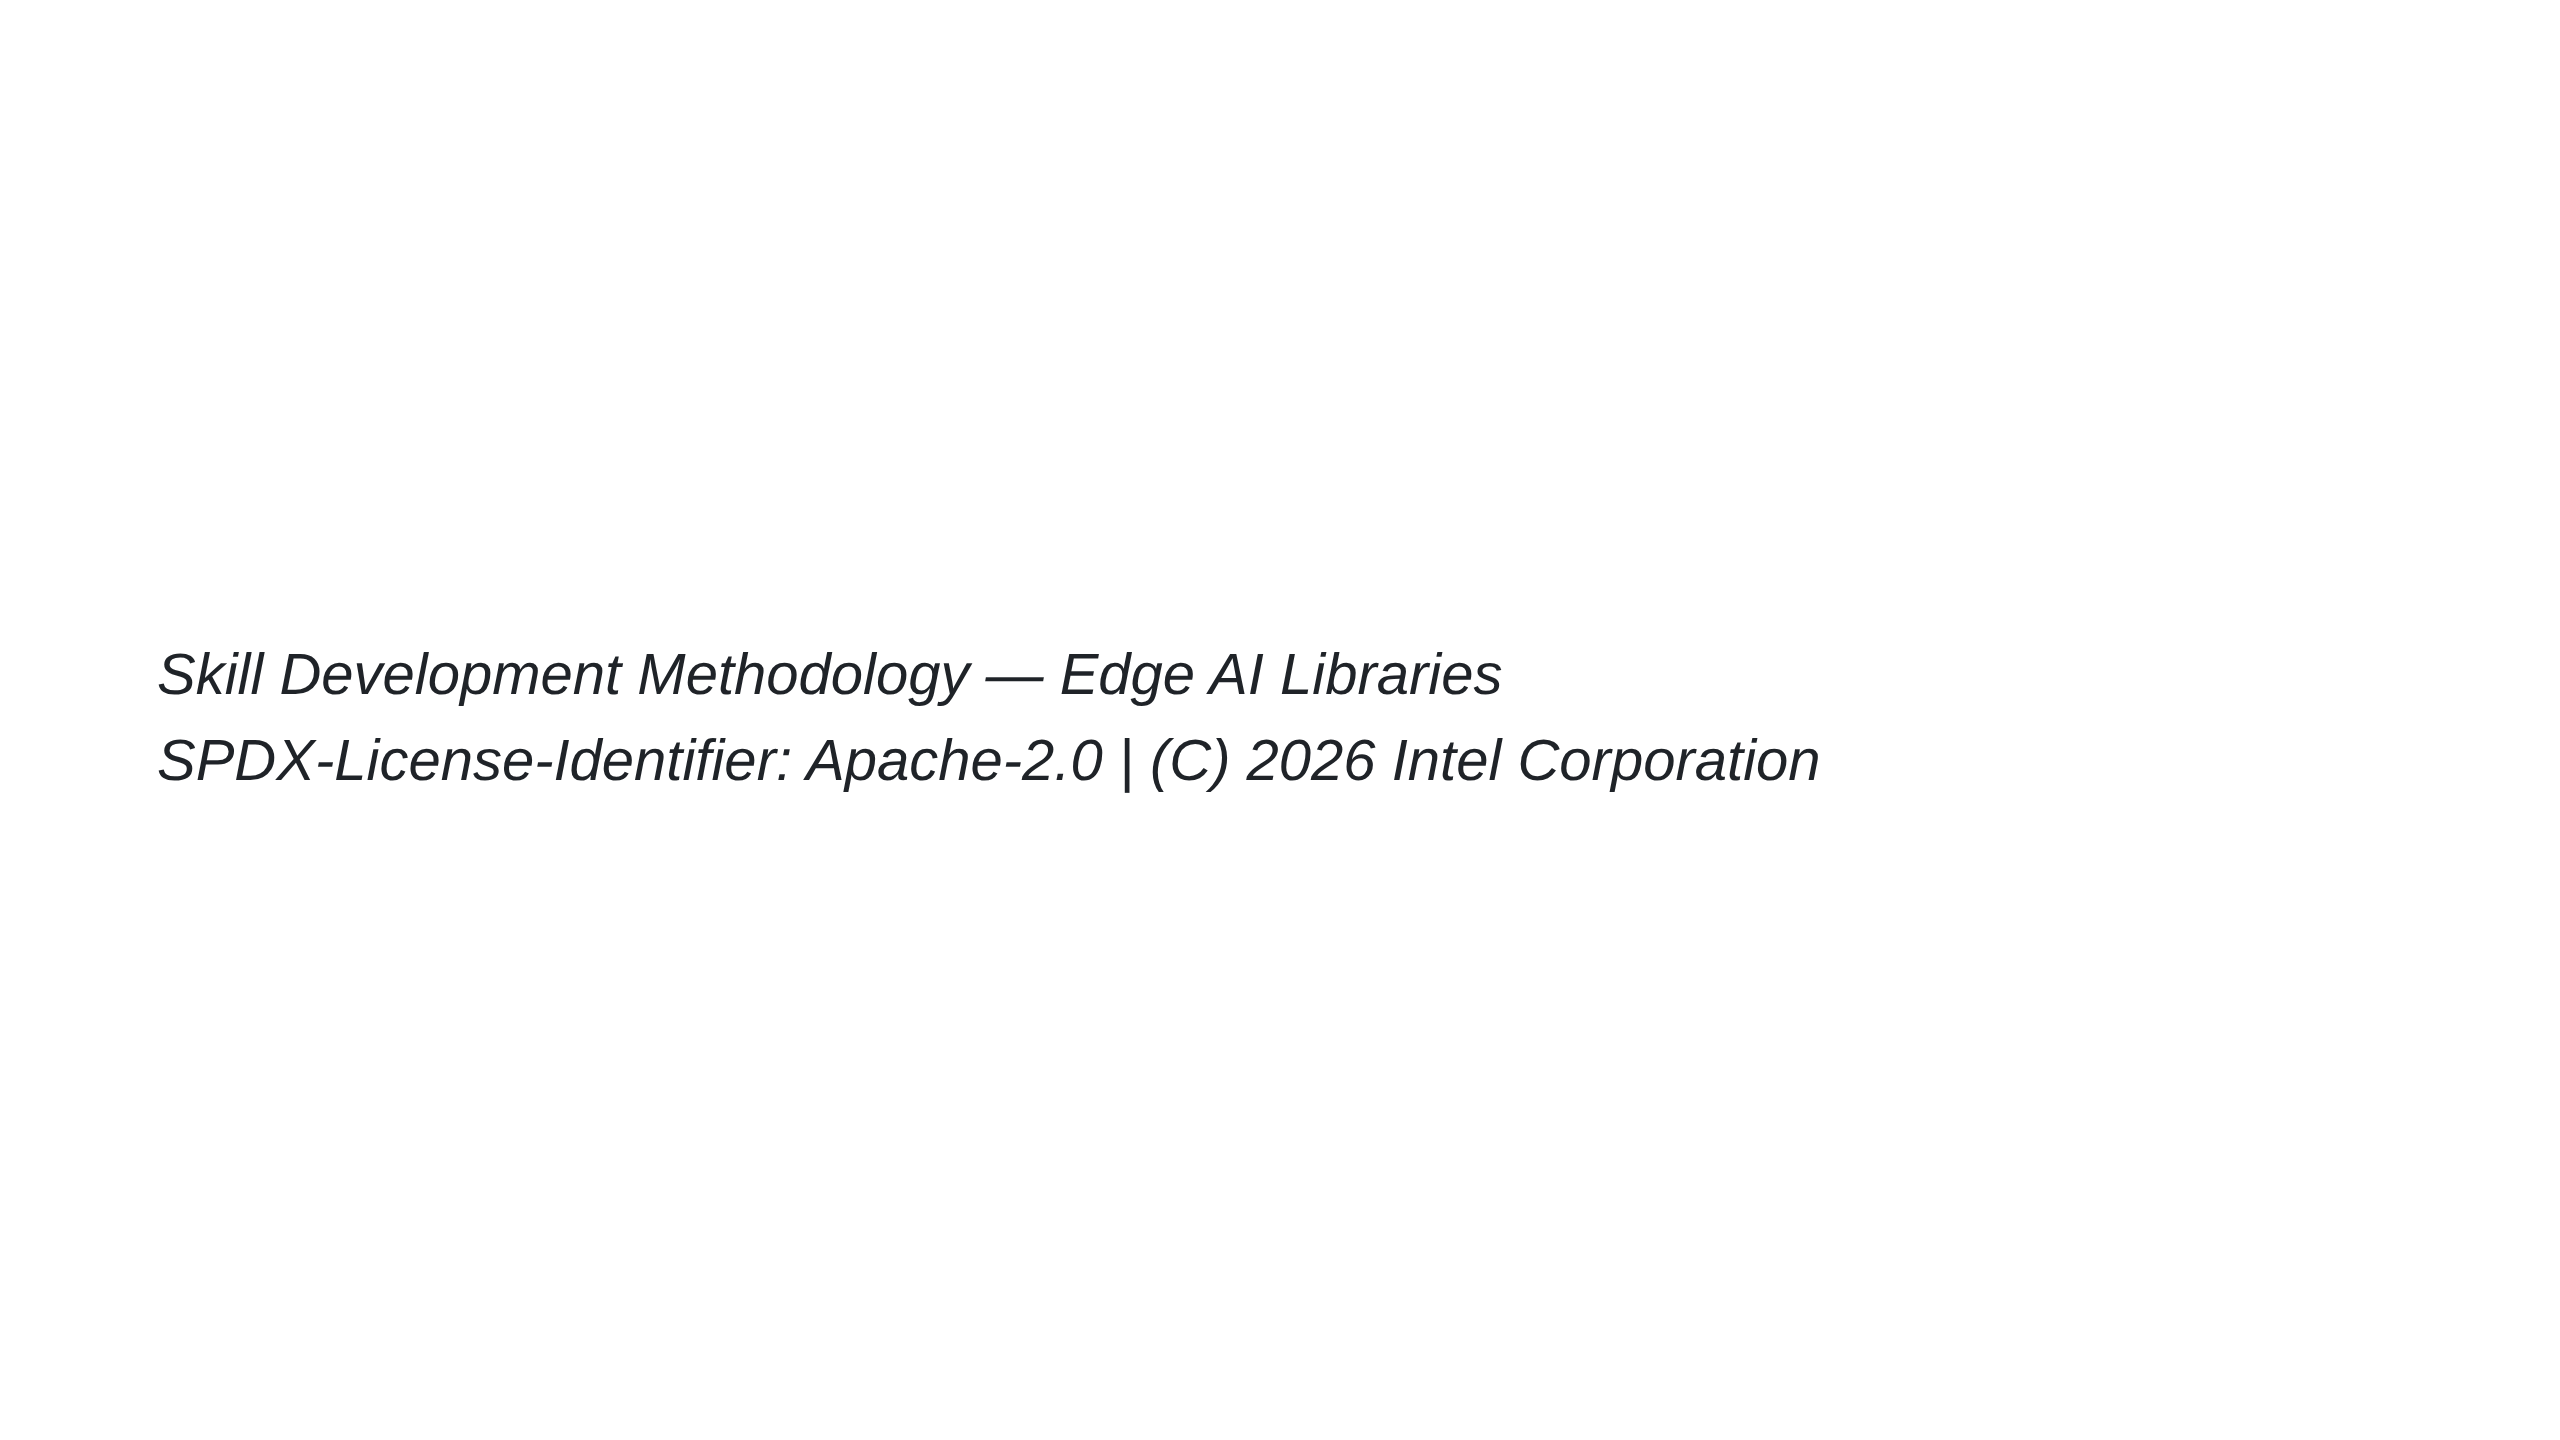 Skill Development Methodology — Edge AI Libraries
SPDX-License-Identifier: Apache-2.0 | (C) 2026 Intel Corporation